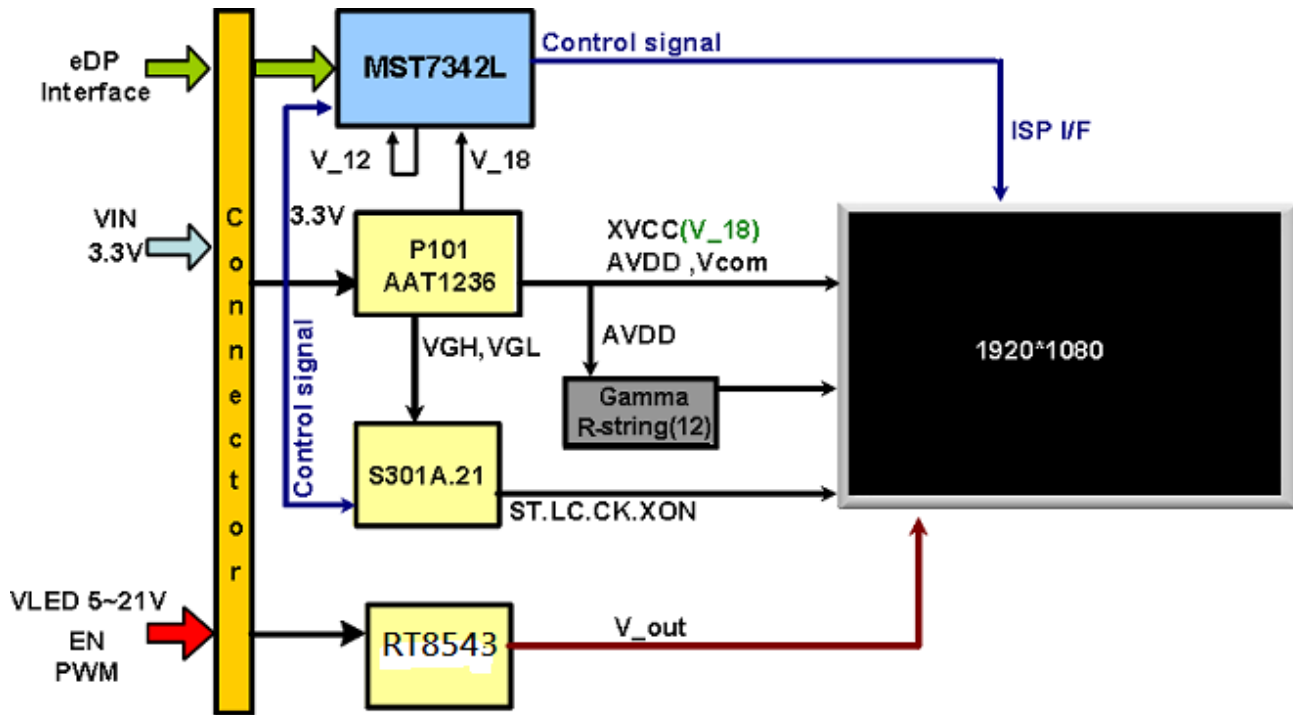 eDP
Interface
MST7342L
Control signal
ISP I/F
V_12
V_18
VIN
3.3V
Connector
3.3V
P101
AAT1236
XVCC(V_18)
AVDD ,Vcom
VGH,VGL
AVDD
Control signal
Gamma
R-string(12)
1920*1080
S301A.21
ST.LC.CK.XON
VLED 5~21V
EN
PWM
RT8543
V_out